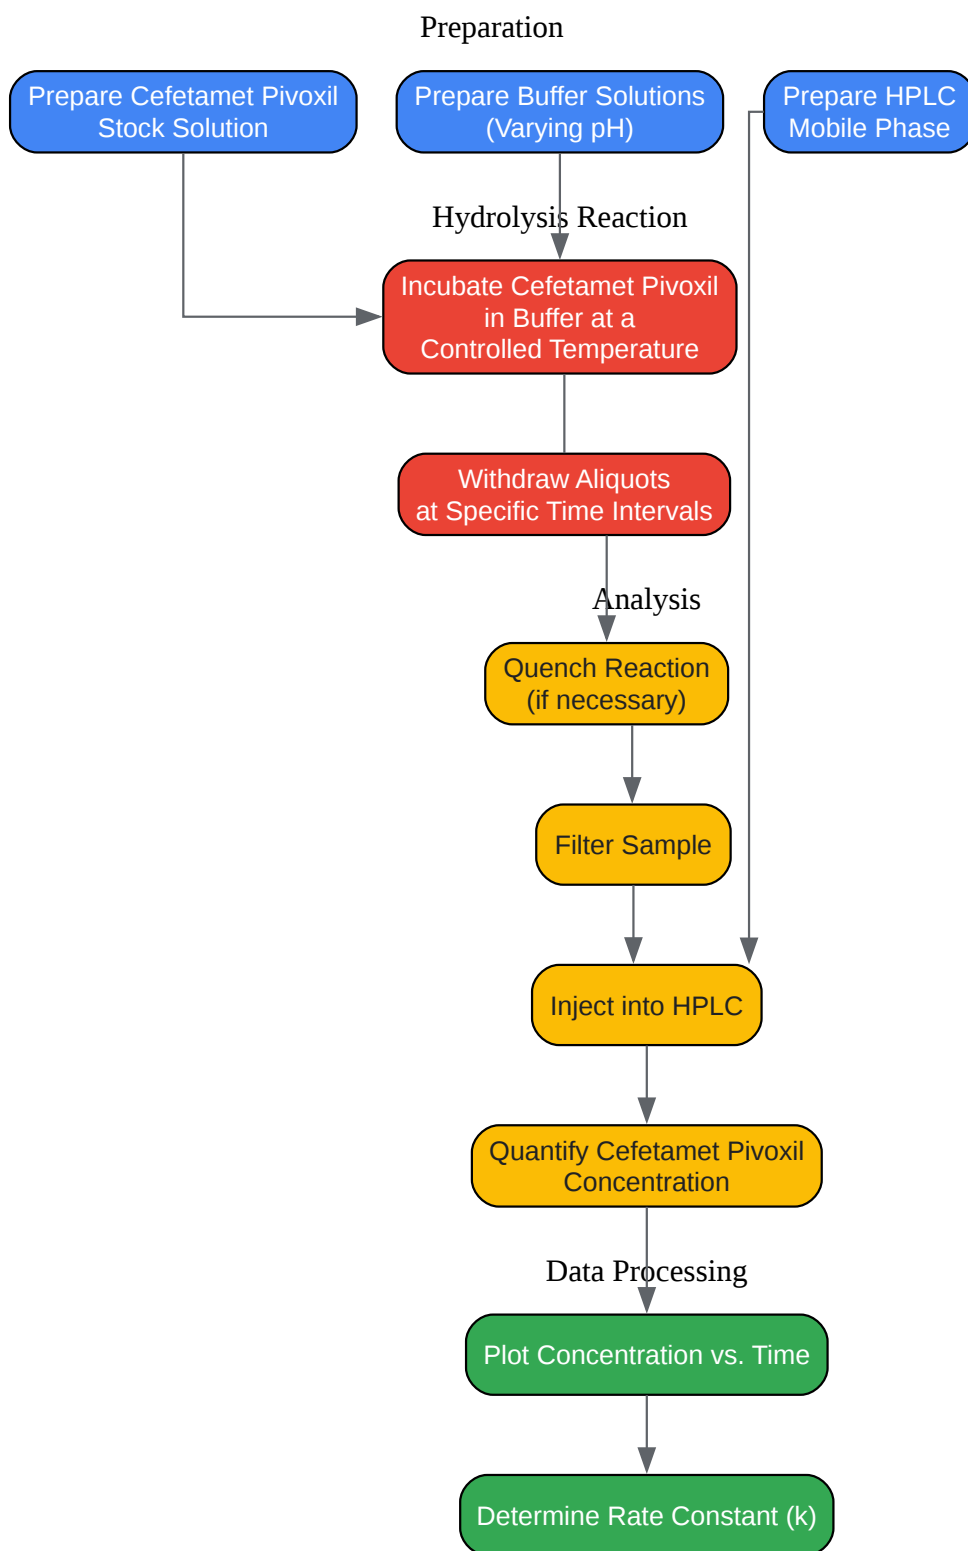 Preparation
Prepare Cefetamet Pivoxil
Stock Solution
Prepare Buffer Solutions
(Varying pH)
Prepare HPLC
Mobile Phase
Hydrolysis Reaction
Incubate Cefetamet Pivoxil
in Buffer at a
Controlled Temperature
Withdraw Aliquots
at Specific Time Intervals
Analysis
Quench Reaction
(if necessary)
Filter Sample
Inject into HPLC
Quantify Cefetamet Pivoxil
Concentration
Data Processing
Plot Concentration vs. Time
Determine Rate Constant (k)